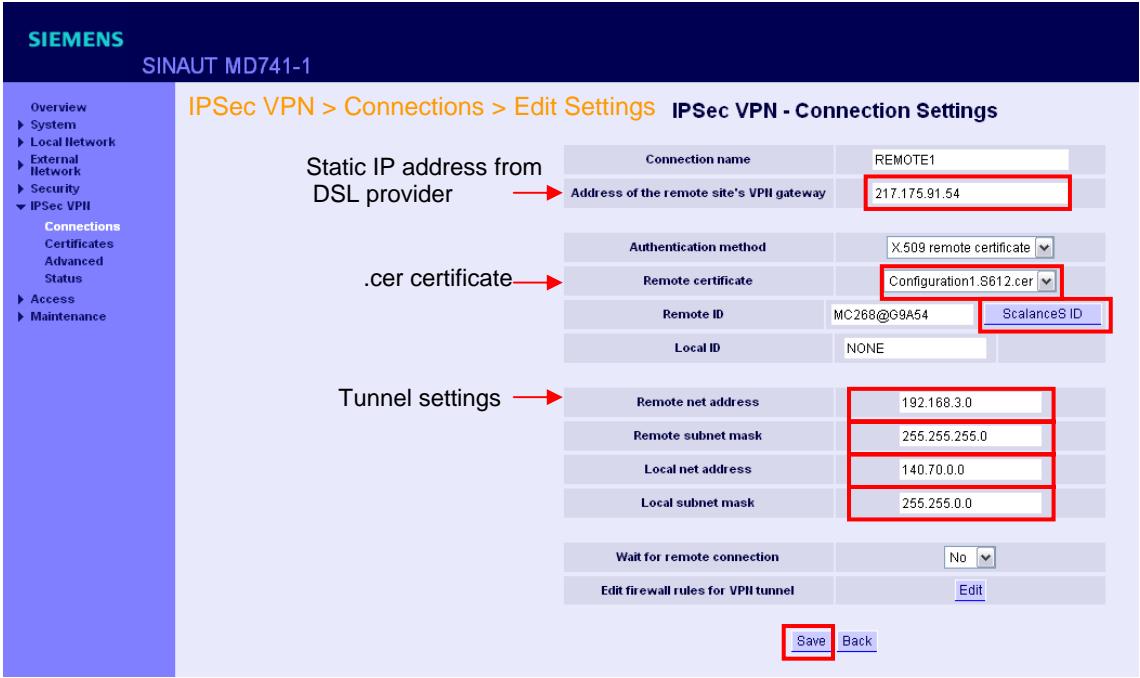 SIEMENS
SINAUT MD741-1
Overview
System
Local Network
External
Network
Security
IPSec VPN
Connections
Certificates
Advanced
Status
Access
Maintenance
IPSec VPN > Connections > Edit Settings
IPSec VPN - Connection Settings
Static IP address from
DSL provider
Connection name REMOTE1
Address of the remote site's VPN gateway 217.175.91.54
Authentication method X.509 remote certificate
.cer certificate
Remote certificate Configuration1.S612.cer
Remote ID MC268@G9A54 ScalanceS ID
Local ID NONE
Tunnel settings
Remote net address 192.168.3.0
Remote subnet mask 255.255.255.0
Local net address 140.70.0.0
Local subnet mask 255.255.0.0
Wait for remote connection No
Edit firewall rules for VPN tunnel Edit
Save Back